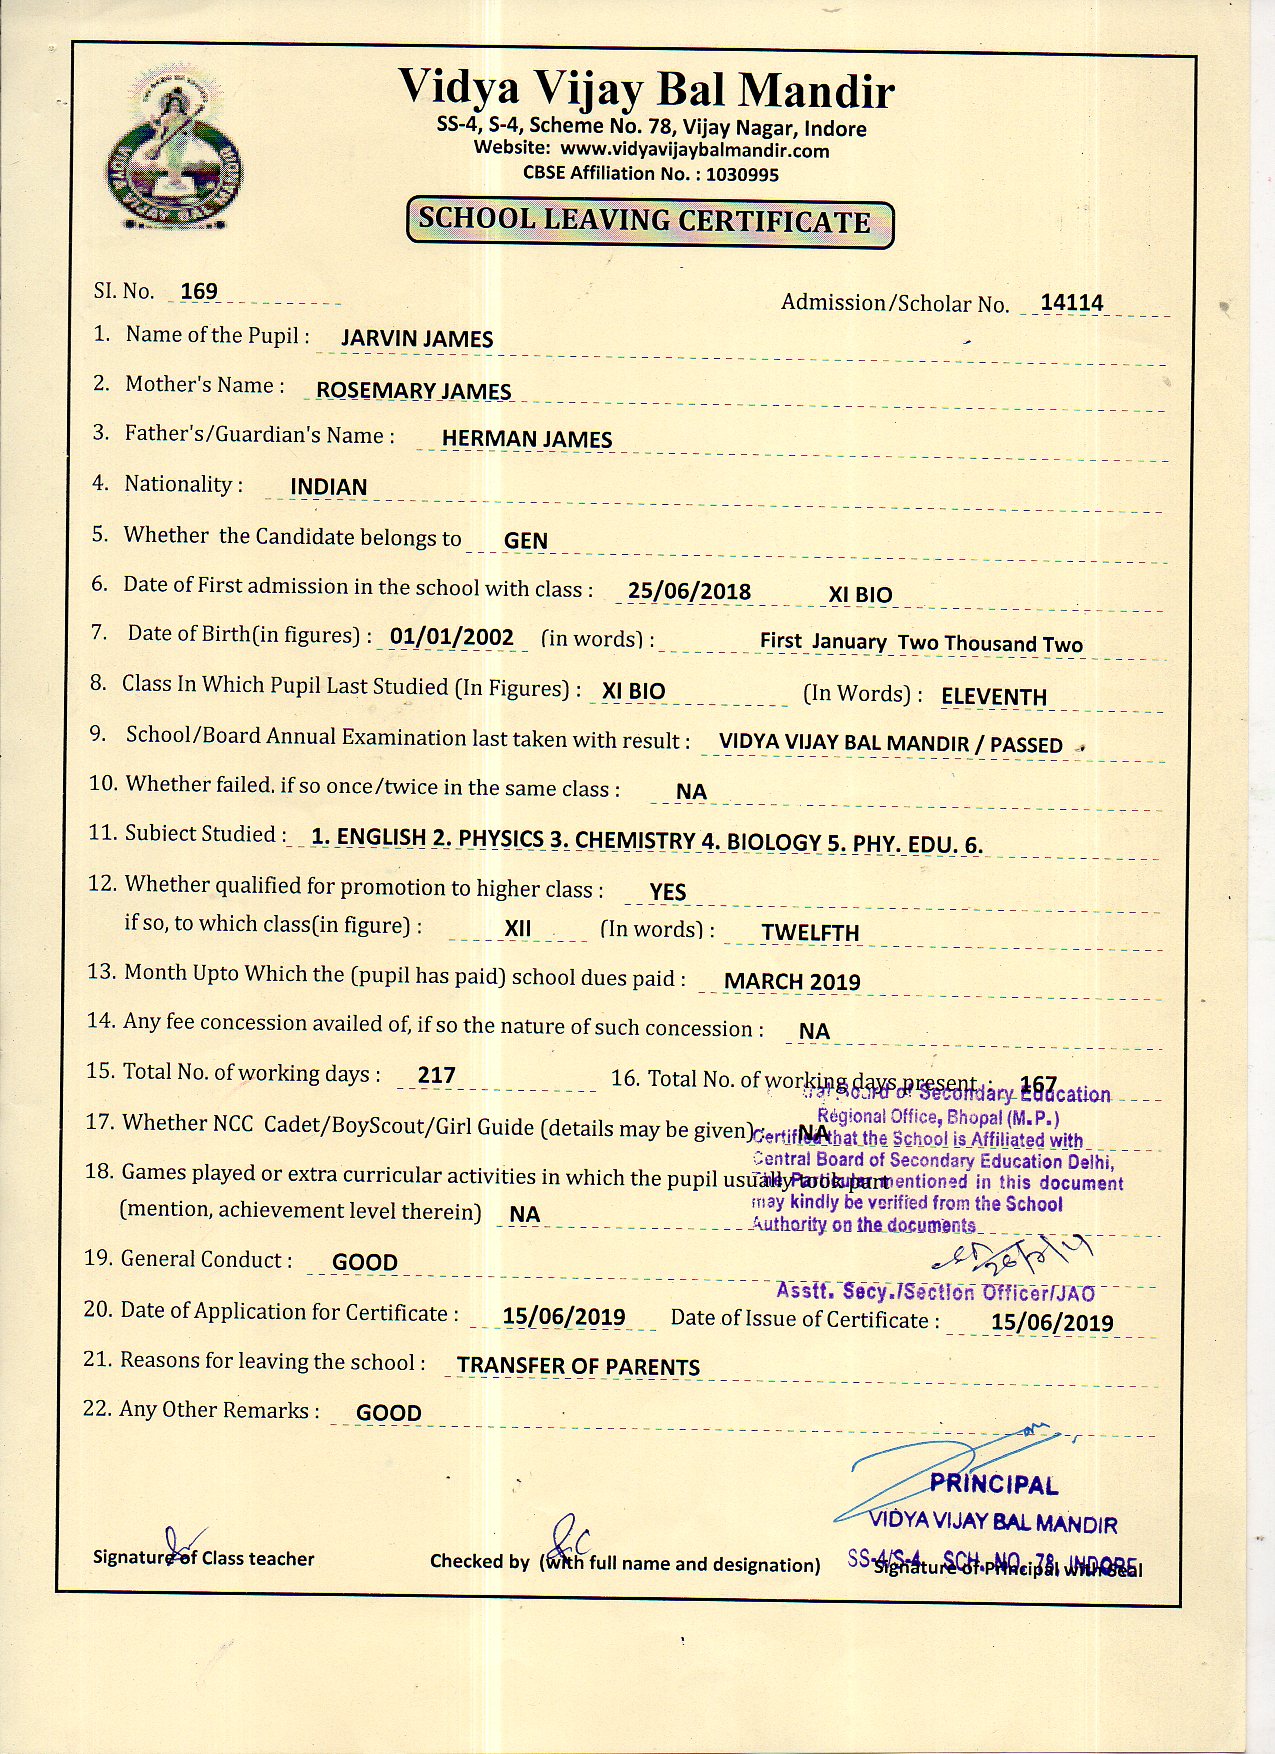 Vidya Vijay Bal Mandir
SS-4, S-4, Scheme No. 78, Vijay Nagar, Indore
Website: www.vidyavijaybalmandir.com
CBSE Affiliation No. : 1030995
VIDYA VIJAY BAL MANDIR
SCHOOL LEAVING CERTIFICATE
SI. No. 169 Admission/Scholar No. 14114
1. Name of the Pupil : JARVIN JAMES
2. Mother's Name : ROSEMARY JAMES
3. Father's/Guardian's Name : HERMAN JAMES
4. Nationality : INDIAN
5. Whether the Candidate belongs to GEN
6. Date of First admission in the school with class : 25/06/2018 XI BIO
7. Date of Birth(in figures) : 01/01/2002 (in words) : First January Two Thousand Two
8. Class In Which Pupil Last Studied (In Figures) : XI BIO (In Words) : ELEVENTH
9. School/Board Annual Examination last taken with result : VIDYA VIJAY BAL MANDIR / PASSED
10. Whether failed. if so once/twice in the same class : NA
11. Subiect Studied : 1. ENGLISH 2. PHYSICS 3. CHEMISTRY 4. BIOLOGY 5. PHY. EDU. 6.
12. Whether qualified for promotion to higher class : YES
if so, to which class(in figure) : XII (In words) : TWELFTH
13. Month Upto Which the (pupil has paid) school dues paid : MARCH 2019
14. Any fee concession availed of, if so the nature of such concession : NA
15. Total No. of working days : 217 16. Total No. of working days present : 167
Board of Secondary Education
Regional Office, Bhopal (M.P.)
17. Whether NCC Cadet/BoyScout/Girl Guide (details may be given) : NA
Certified that the School is Affiliated with
Central Board of Secondary Education Delhi,
18. Games played or extra curricular activities in which the pupil usually took part
mentioned in this document
may kindly be verified from the School
(mention, achievement level therein) NA
Authority on the documents
19. General Conduct : GOOD
Asstt. Secy./Section Officer/JAO
20. Date of Application for Certificate : 15/06/2019 Date of Issue of Certificate : 15/06/2019
21. Reasons for leaving the school : TRANSFER OF PARENTS
22. Any Other Remarks : GOOD
PRINCIPAL
VIDYA VIJAY BAL MANDIR
SS-4/S-4 SCH. NO. 78, INDORE
Signature of Class teacher Checked by (with full name and designation) Signature of Principal with Seal